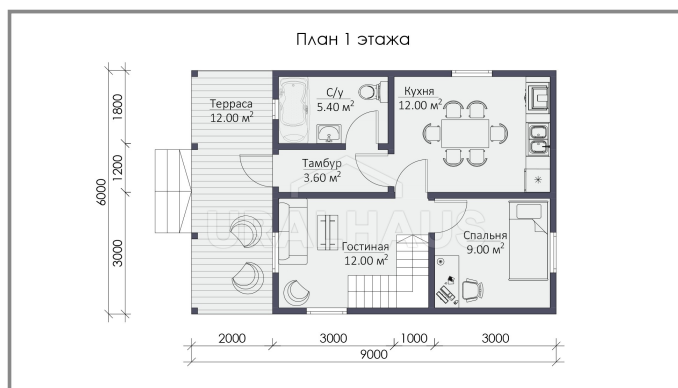 План 1 этажа
1800
1200
3000
6000
Терраса
12.00 м²
С/у
5.40 м²
Кухня
12.00 м²
Тамбур
3.60 м²
URALHAUS
Гостиная
12.00 м²
Спальня
9.00 м²
2000 3000 1000 3000
9000